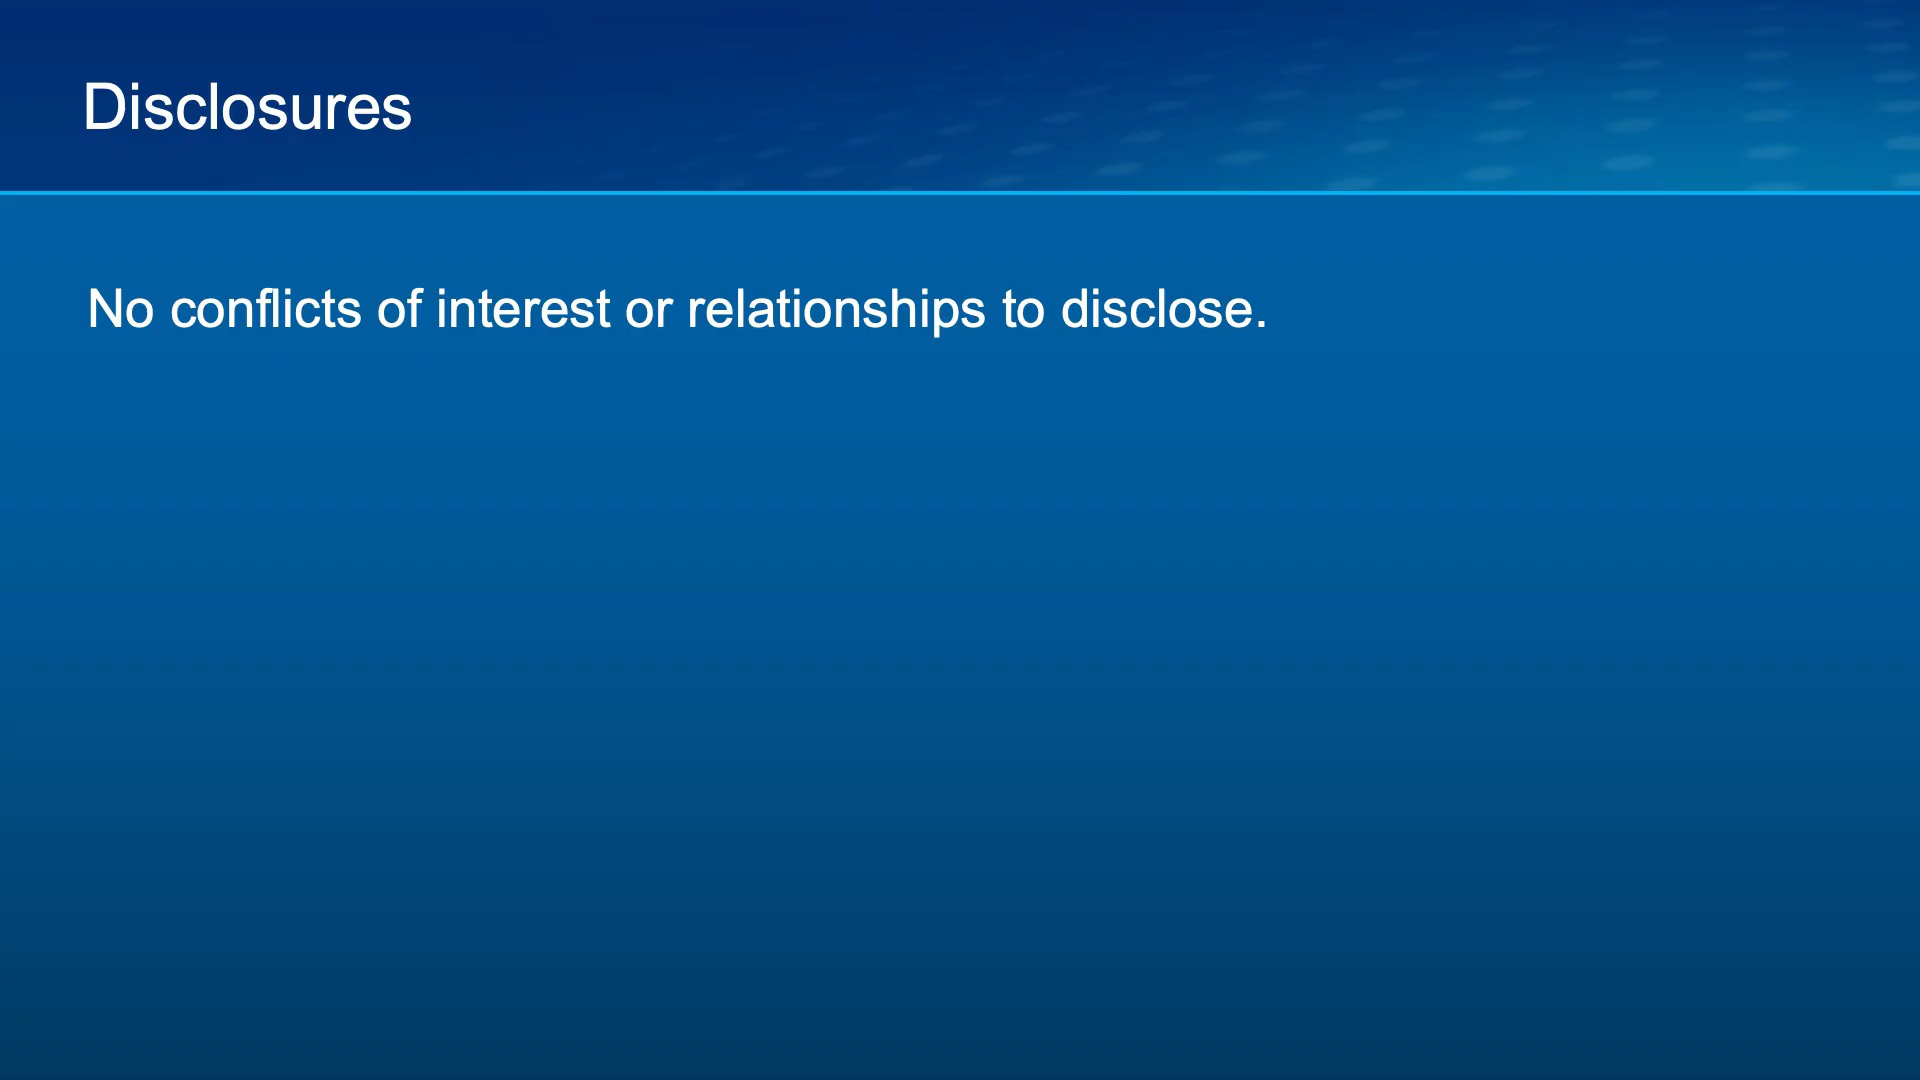 Disclosures
No conflicts of interest or relationships to disclose.